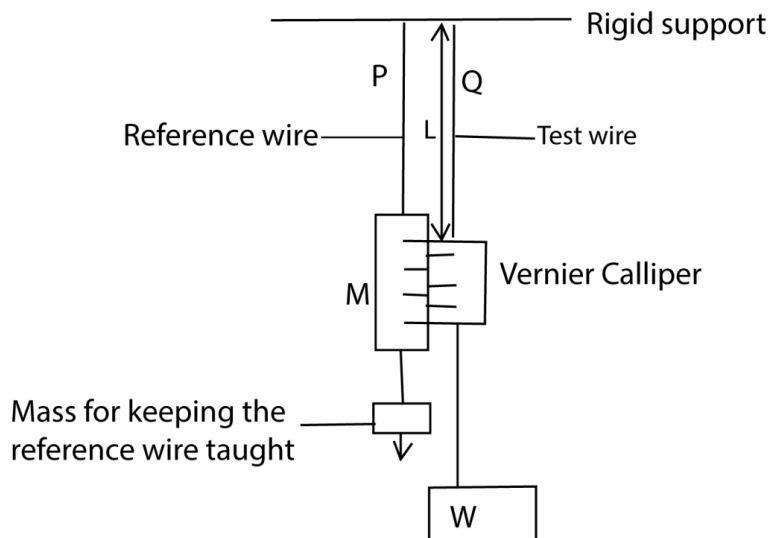 Rigid support
P
Q
Reference wire
L
Test wire
Vernier Calliper
M
Mass for keeping the
reference wire taught
W